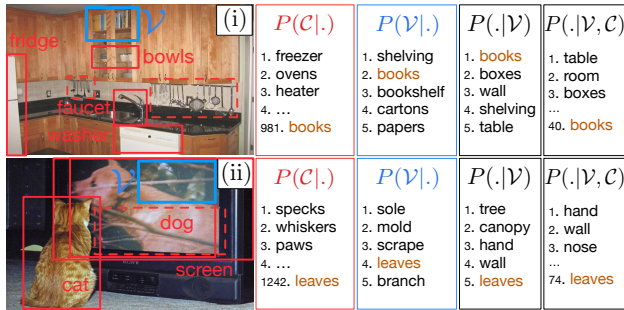 (i)
𝒱
fridge
bowls
faucet
washer
P(𝒞|.)
1. freezer
2. ovens
3. heater
4. ...
981. books
P(𝒱|.)
1. shelving
2. books
3. bookshelf
4. cartons
5. papers
P(.|𝒱)
1. books
2. boxes
3. wall
4. shelving
5. table
P(.|𝒱, 𝒞)
1. table
2. room
3. boxes
...
40. books
(ii)
𝒱
dog
screen
cat
P(𝒞|.)
1. specks
2. whiskers
3. paws
4. ...
1242. leaves
P(𝒱|.)
1. sole
2. mold
3. scrape
4. leaves
5. branch
P(.|𝒱)
1. tree
2. canopy
3. hand
4. wall
5. leaves
P(.|𝒱, 𝒞)
1. hand
2. wall
3. nose
...
74. leaves